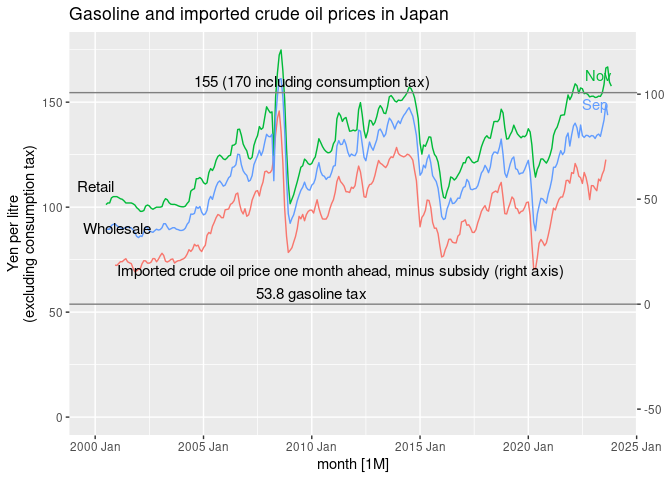 Gasoline and imported crude oil prices in Japan
Yen per litre
(excluding consumption tax)
150
100
50
0
155 (170 including consumption tax)
Nov
Sep
Retail
Wholesale
Imported crude oil price one month ahead, minus subsidy (right axis)
53.8 gasoline tax
100
50
0
-50
2000 Jan
2005 Jan
2010 Jan
2015 Jan
2020 Jan
2025 Jan
month [1M]